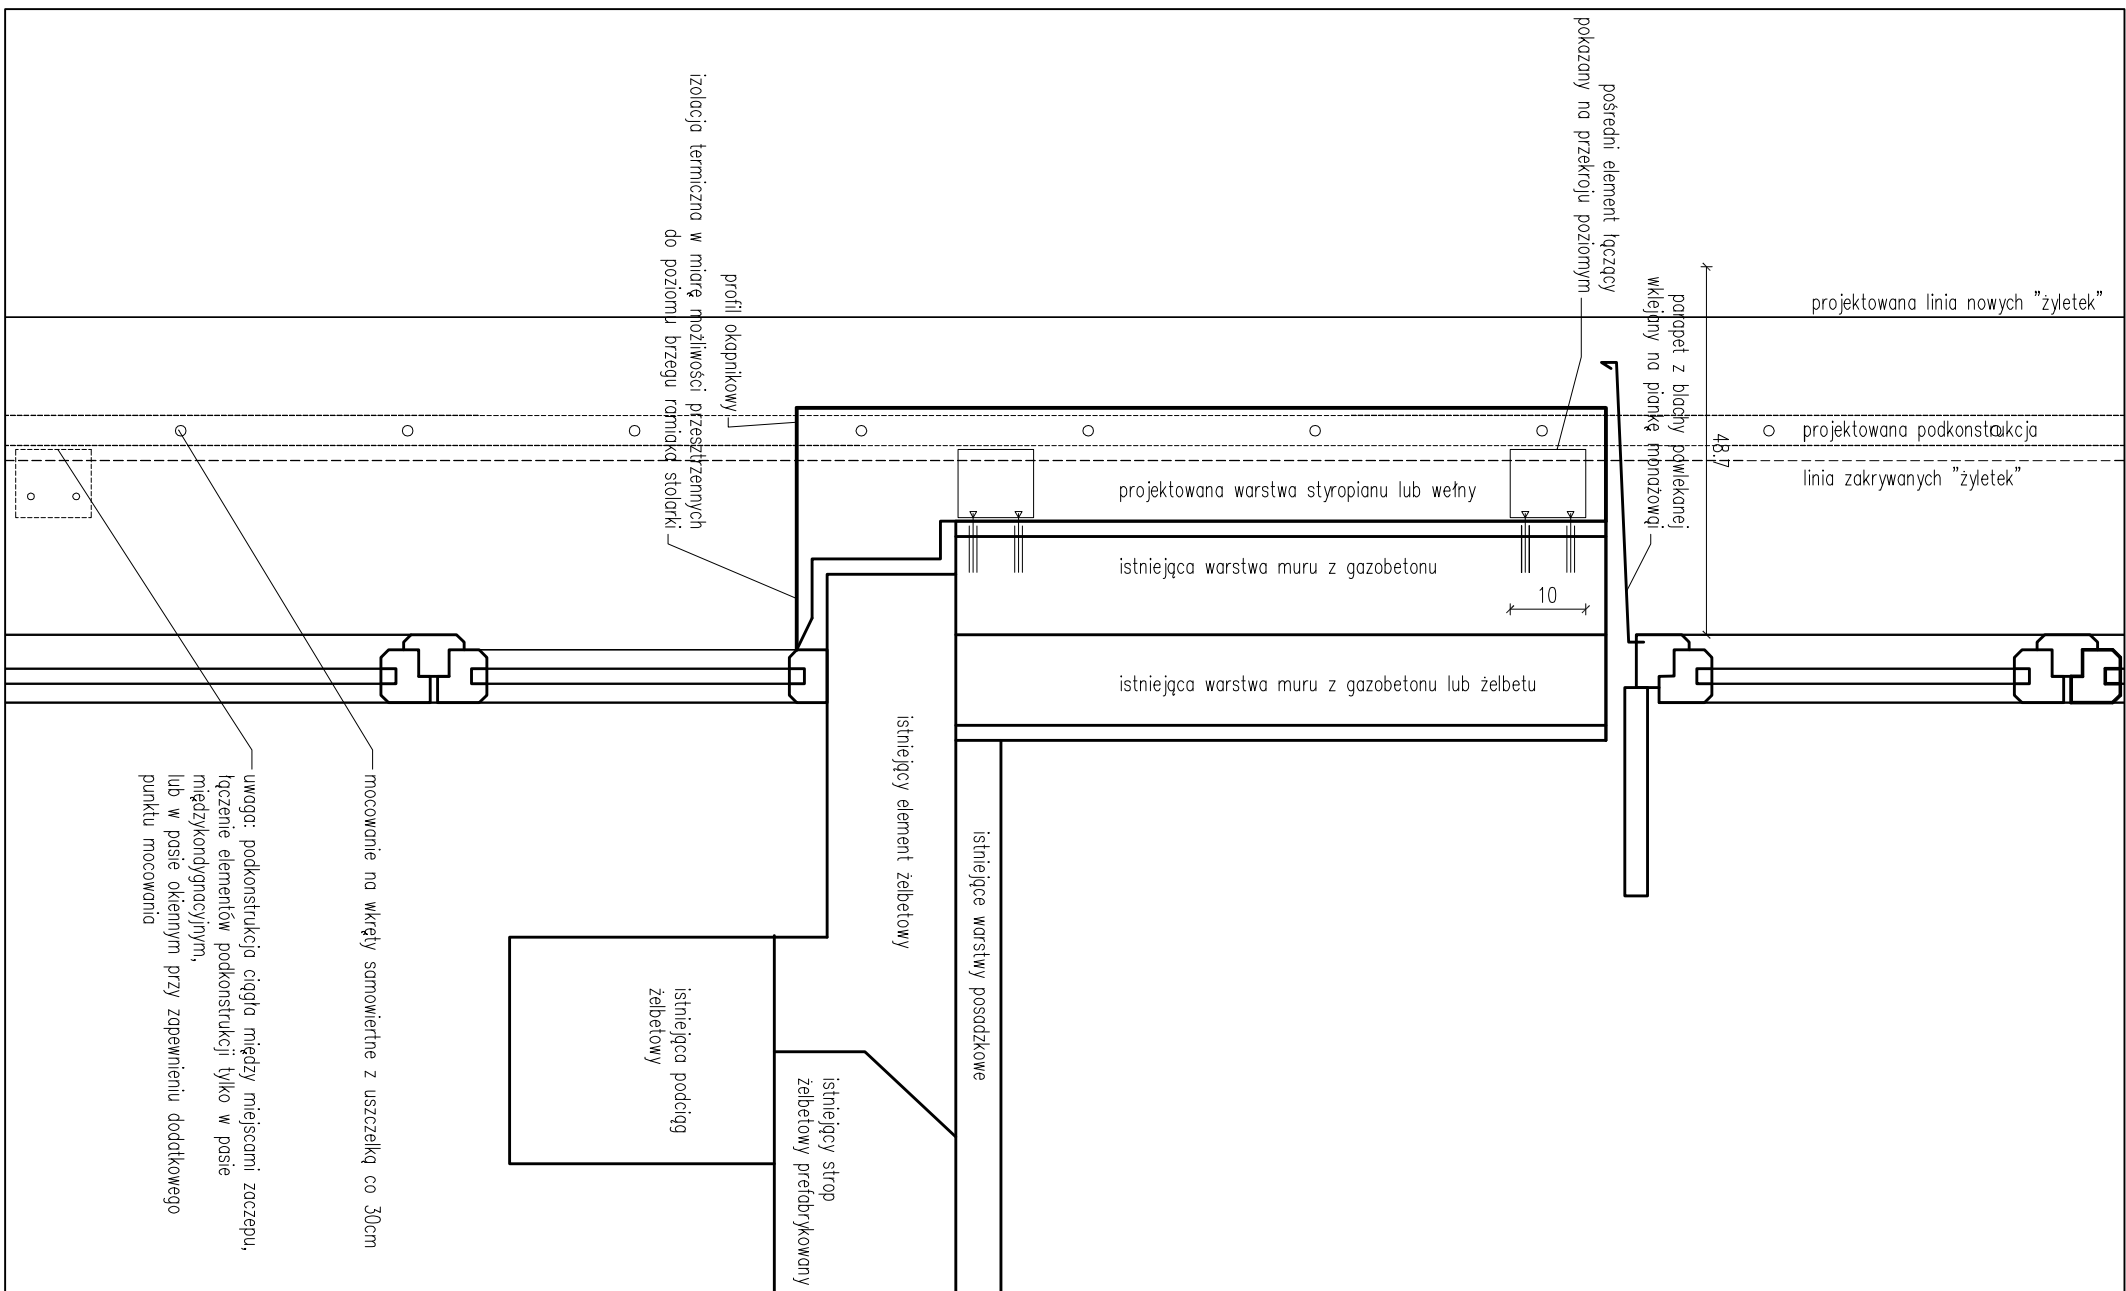 pośredni element łączący
pokazany na przekroju poziomym
parapet z blachy powlekanej
wklejany na piankę monażową
48.7
projektowana linia nowych "żyletek"
projektowana podkonstrukcja
linia zakrywanych "żyletek"
izolacja termiczna w miarę możliwości przesztrzennych
do poziomu brzegu ramiaka stolarki
profil okapnikowy
projektowana warstwa styropianu lub wełny
istniejąca warstwa muru z gazobetonu
10
istniejąca warstwa muru z gazobetonu lub żelbetu
istniejący element żelbetowy
istniejące warstwy posadzkowe
istniejąca podciąg
żelbetowy
istniejący strop
żelbetowy prefabrykowany
mocowanie na wkręty samowiertne z uszczelką co 30cm
uwaga: podkonstrukcja ciągła między miejscami zaczepu,
łączenie elementów podkonstrukcji tylko w pasie
międzykondygnacyjnym,
lub w pasie okiennym przy zapewnieniu dodatkowego
punktu mocowania